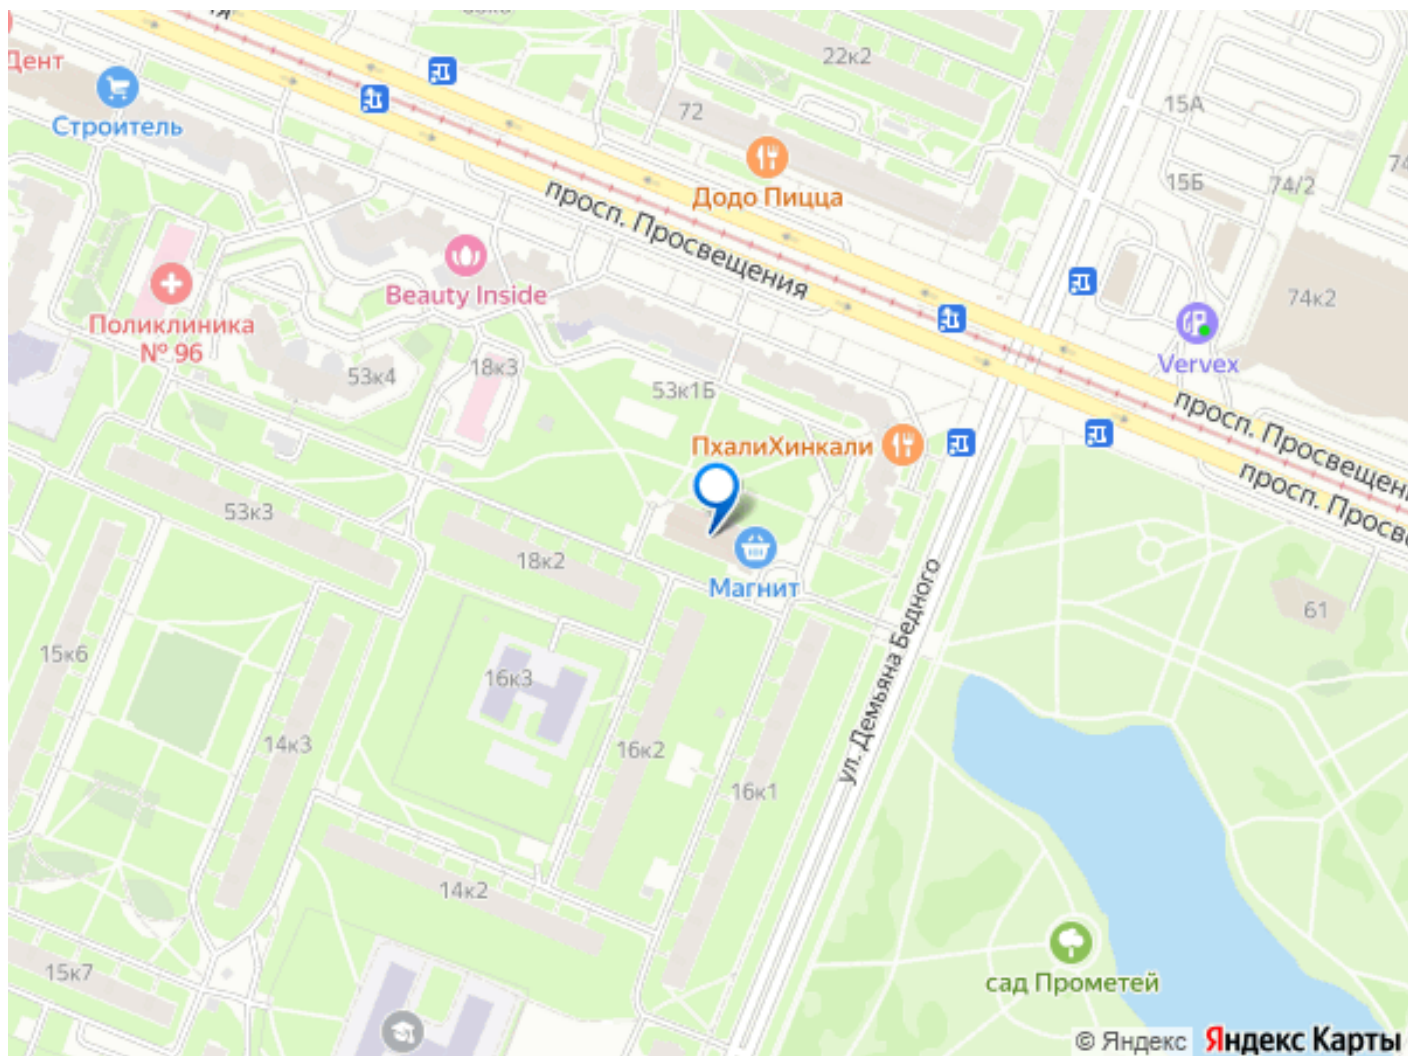 22к2
Дент
Строитель
72
15А
Додо Пицца
15Б
74/2
просп. Просвещения
Beauty Inside
74к2
Поликлиника
№ 96
18к3
53к4
53к1Б
Vervex
просп. Просвещени
ПхалиХинкали
просп. Просве
53к3
18к2
Магнит
61
ул. Демьяна Бедного
15к6
16к3
14к3
16к2
16к1
14к2
15к7
сад Прометей
© Яндекс Яндекс Карты